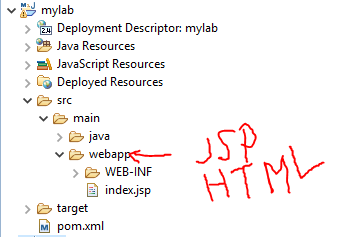 mylab
Deployment Descriptor: mylab
Java Resources
JavaScript Resources
Deployed Resources
src
main
java
webapp
WEB-INF
index.jsp
target
pom.xml
JSP
HTML